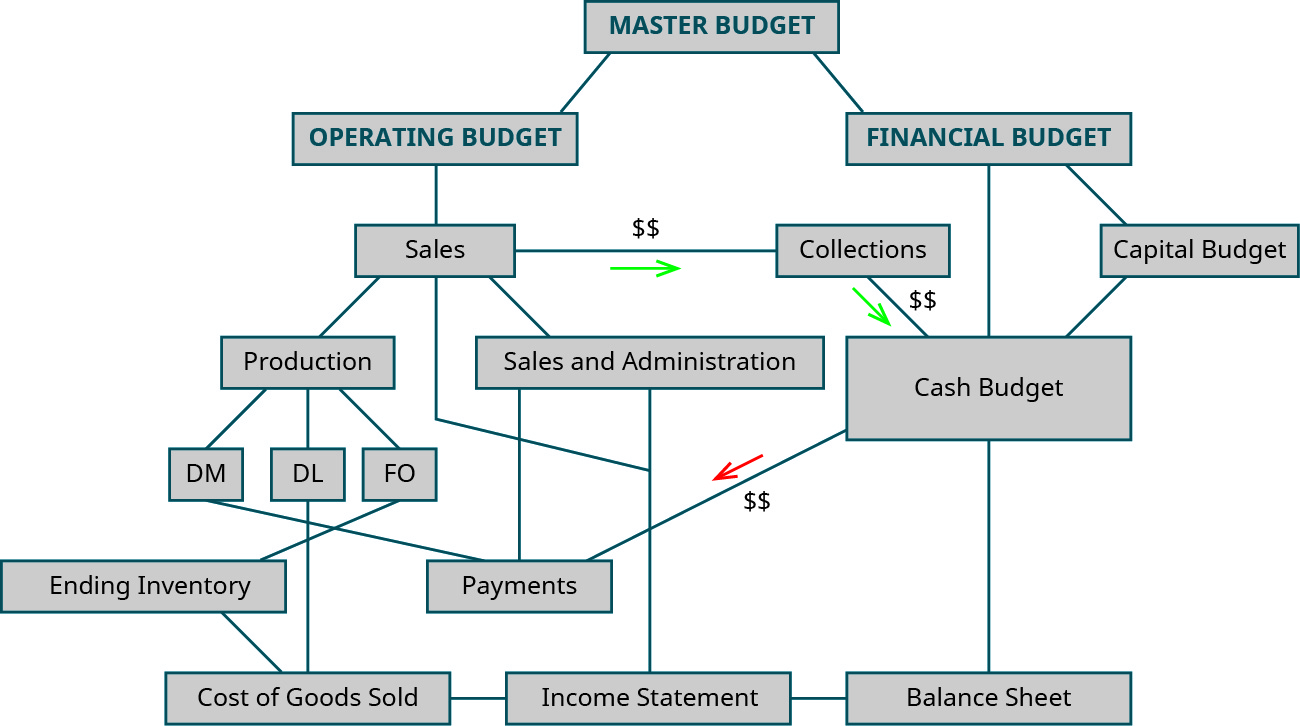 MASTER BUDGET
OPERATING BUDGET
FINANCIAL BUDGET
$$
Sales
Collections
Capital Budget
$$
Production
Sales and Administration
Cash Budget
DM
DL
FO
$$
Ending Inventory
Payments
Cost of Goods Sold
Income Statement
Balance Sheet